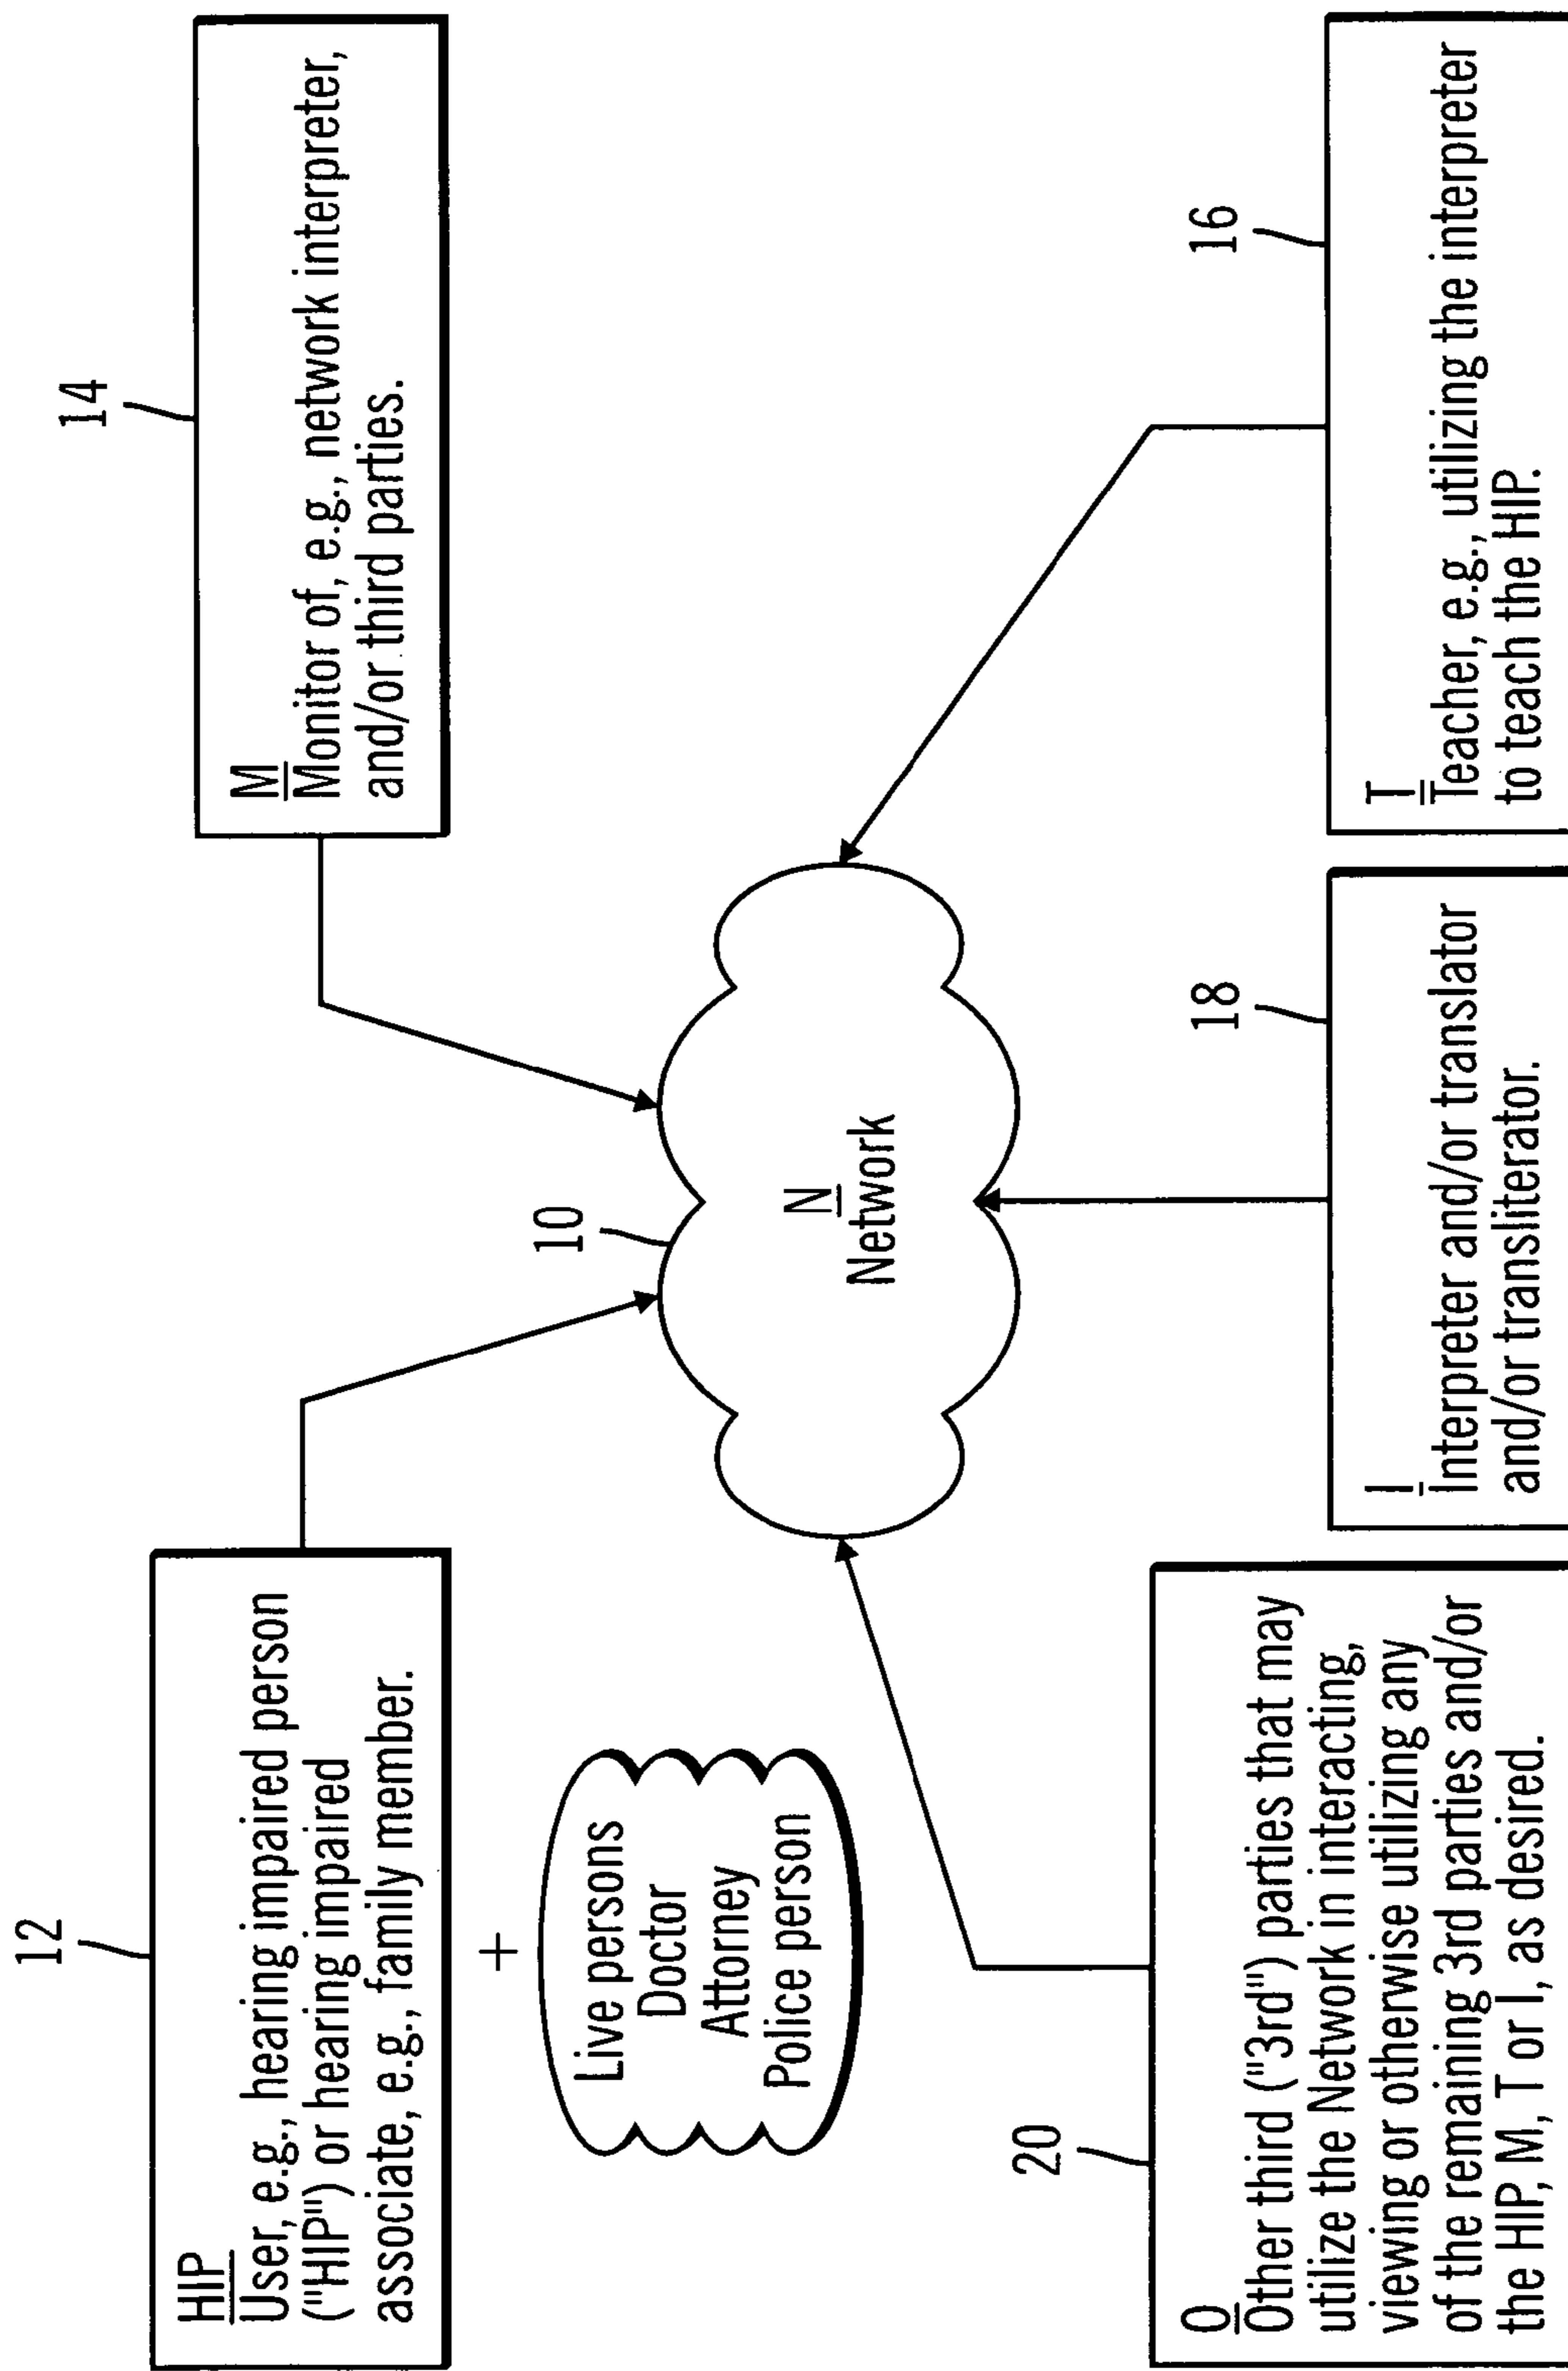 12
HIP
User, e.g., hearing impaired person
("HIP") or hearing impaired
associate, e.g., family member.
+
Live persons
Doctor
Attorney
Police person
14
M
Monitor of, e.g., network interpreter,
and/or third parties.
10
N
Network
20
O
Other third ("3rd") parties that may
utilize the Network in interacting,
viewing or otherwise utilizing any
of the remaining 3rd parties and/or
the HIP, M, T or I, as desired.
18
I
Interpreter and/or translator
and/or transliterator.
16
T
Teacher, e.g., utilizing the interpreter
to teach the HIP.